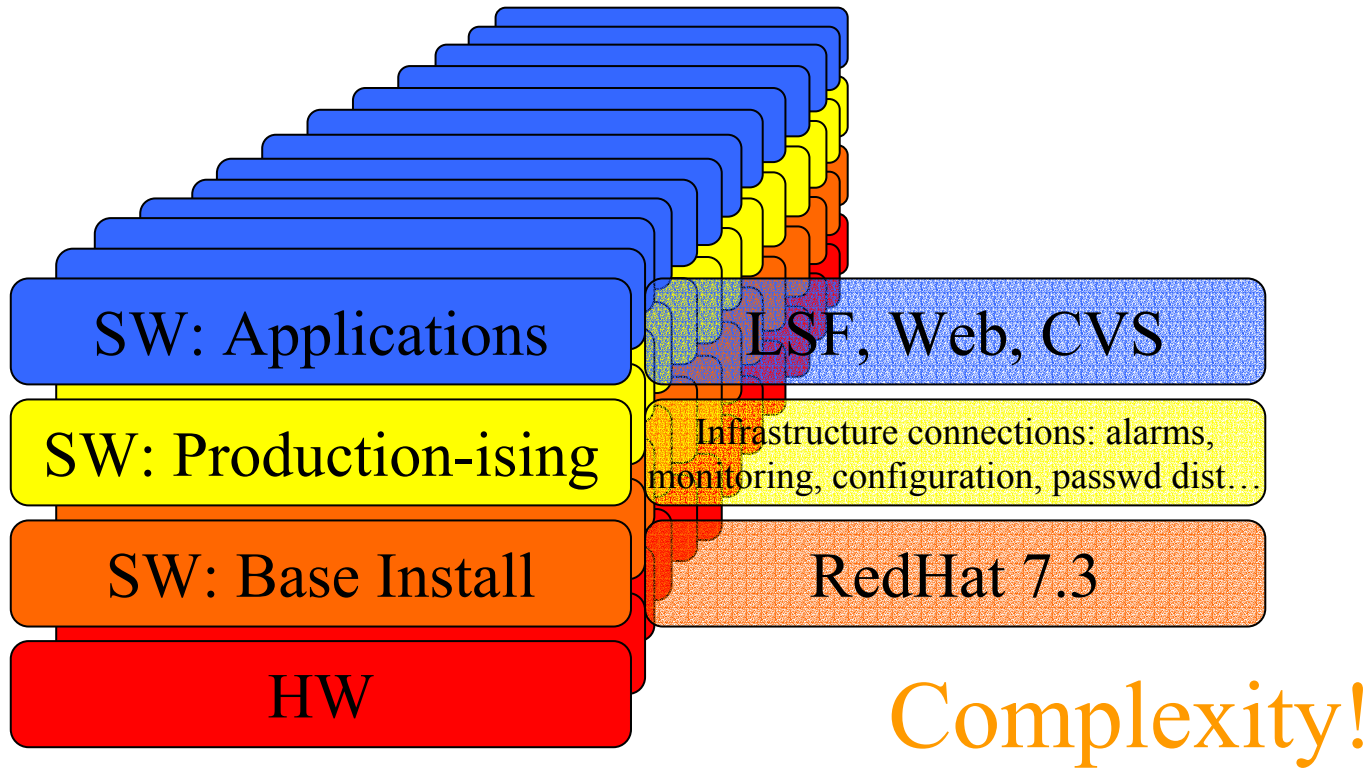 SW: Applications
LSF, Web, CVS
SW: Production-ising
Infrastructure connections: alarms,
monitoring, configuration, passwd dist…
SW: Base Install
RedHat 7.3
HW
Complexity!